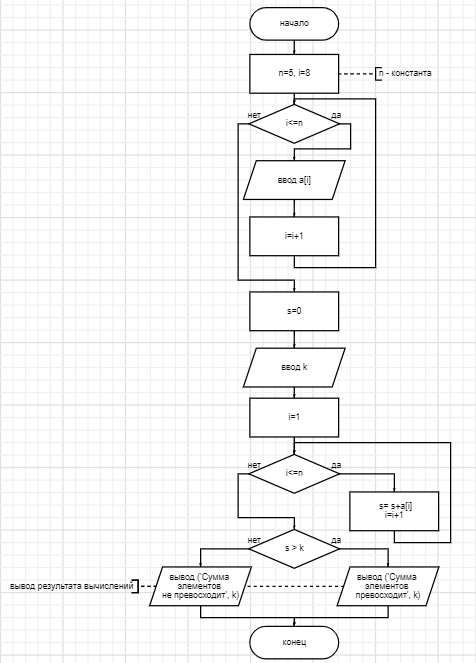 начало
n=5, i=8
n - константа
i<=n
нет
да
ввод a[i]
i=i+1
s=0
ввод k
i=1
i<=n
нет
да
s= s+a[i]
i=i+1
s > k
нет
да
вывод результата вычислений
вывод ('Сумма
элементов
не превосходит', k)
вывод ('Сумма
элементов
превосходит', k)
конец